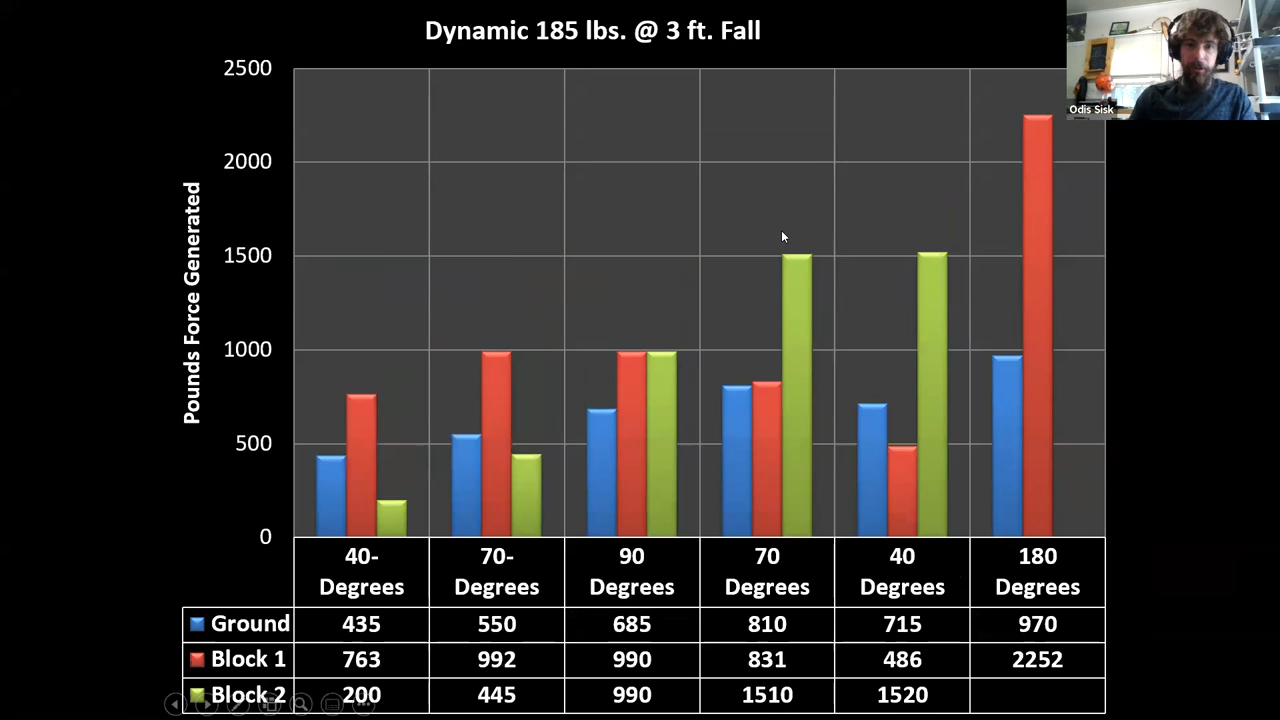 Dynamic 185 lbs. @ 3 ft. Fall
Odis Sisk
Pounds Force Generated
2500
2000
1500
1000
500
0
40-Degrees 70-Degrees 90 Degrees 70 Degrees 40 Degrees 180 Degrees
Ground 435 550 685 810 715 970
Block 1 763 992 990 831 486 2252
Block 2 200 445 990 1510 1520